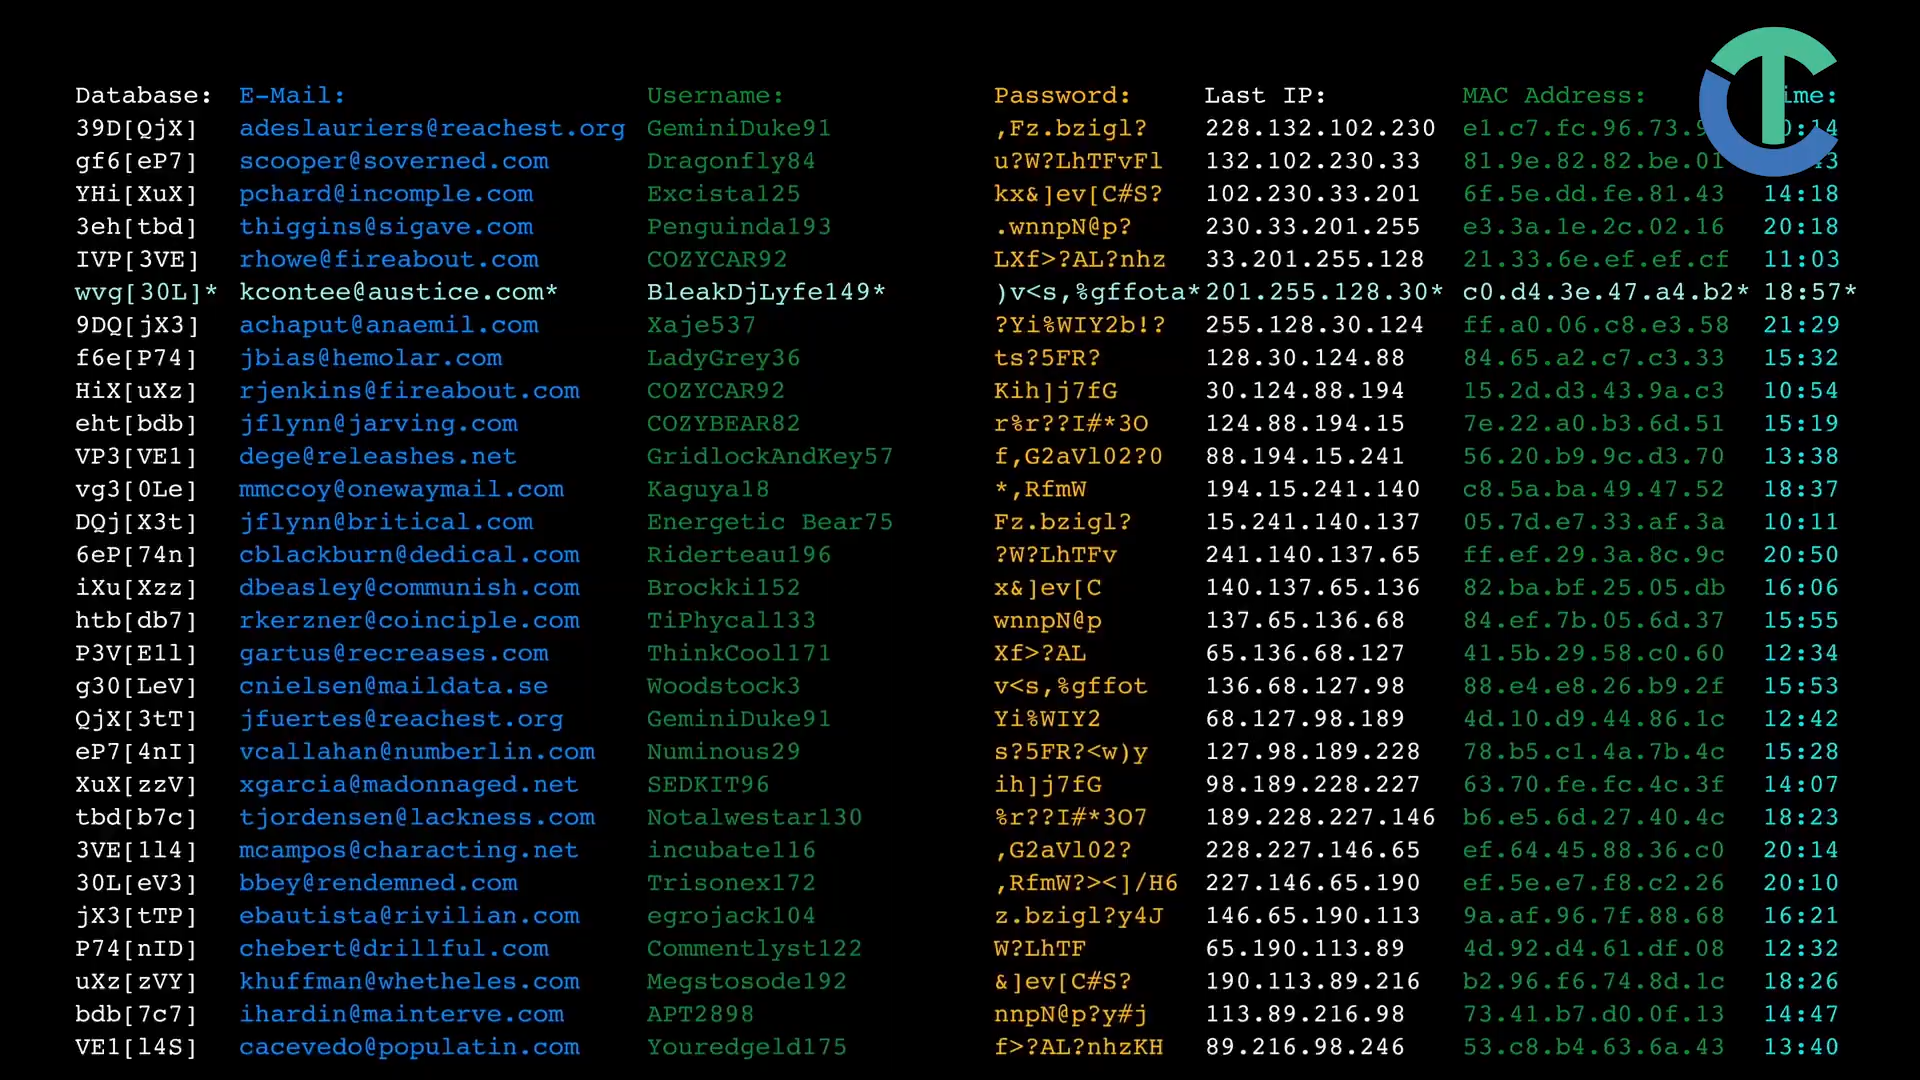 Database: E-Mail: Username: Password: Last IP: MAC Address: ime:
39D[QjX] adeslauriers@reachest.org GeminiDuke91 ,Fz.bzigl? 228.132.102.230
gf6[eP7] scooper@soverned.com Dragonfly84 u?W?LhTFvFl 132.102.230.33 81.9e.82.82.be.01
YHi[XuX] pchard@incomple.com Excista125 kx&]ev[C#S? 102.230.33.201 6f.5e.dd.fe.81.43 14:18
3eh[tbd] thiggins@sigave.com Penguinda193 .wnnpN@p? 230.33.201.255 e3.3a.1e.2c.02.16 20:18
IVP[3VE] rhowe@fireabout.com COZYCAR92 LXf>?AL?nhz 33.201.255.128 21.33.6e.ef.ef.cf 11:03
wvg[30L]* kcontee@austice.com* BleakDjLyfe149* )v<s,%gffota* 201.255.128.30* c0.d4.3e.47.a4.b2* 18:57*
9DQ[jX3] achaput@anaemil.com Xaje537 ?Yi%WIY2b!? 255.128.30.124 ff.a0.06.c8.e3.58 21:29
f6e[P74] jbias@hemolar.com LadyGrey36 ts?5FR? 128.30.124.88 84.65.a2.c7.c3.33 15:32
HiX[uXz] rjenkins@fireabout.com COZYCAR92 Kih]j7fG 30.124.88.194 15.2d.d3.43.9a.c3 10:54
eht[bdb] jflynn@jarving.com COZYBEAR82 r%r??I#*3O 124.88.194.15 7e.22.a0.b3.6d.51 15:19
VP3[VE1] dege@releashes.net GridlockAndKey57 f,G2aVl02?0 88.194.15.241 56.20.b9.9c.d3.70 13:38
vg3[0Le] mmccoy@onewaymail.com Kaguya18 *,RfmW 194.15.241.140 c8.5a.ba.49.47.52 18:37
DQj[X3t] jflynn@britical.com Energetic Bear75 Fz.bzigl? 15.241.140.137 05.7d.e7.33.af.3a 10:11
6eP[74n] cblackburn@dedical.com Riderteau196 ?W?LhTFv 241.140.137.65 ff.ef.29.3a.8c.9c 20:50
iXu[Xzz] dbeasley@communish.com Brockki152 x&]ev[C 140.137.65.136 82.ba.bf.25.05.db 16:06
htb[db7] rkerzner@coinciple.com TiPhycal133 wnnpN@p 137.65.136.68 84.ef.7b.05.6d.37 15:55
P3V[E1l] gartus@recreases.com ThinkCool171 Xf>?AL 65.136.68.127 41.5b.29.58.c0.60 12:34
g30[LeV] cnielsen@maildata.se Woodstock3 v<s,%gffot 136.68.127.98 88.e4.e8.26.b9.2f 15:53
QjX[3tT] jfuertes@reachest.org GeminiDuke91 Yi%WIY2 68.127.98.189 4d.10.d9.44.86.1c 12:42
eP7[4nI] vcallahan@numberlin.com Numinous29 s?5FR?<w)y 127.98.189.228 78.b5.c1.4a.7b.4c 15:28
XuX[zzV] xgarcia@madonnaged.net SEDKIT96 ih]j7fG 98.189.228.227 63.70.fe.fc.4c.3f 14:07
tbd[b7c] tjordensen@lackness.com Notalwestar130 %r??I#*3O7 189.228.227.146 b6.e5.6d.27.40.4c 18:23
3VE[1l4] mcampos@characting.net incubate116 ,G2aVl02? 228.227.146.65 ef.64.45.88.36.c0 20:14
30L[eV3] bbey@rendemned.com Trisonex172 ,RfmW?><]/H6 227.146.65.190 ef.5e.e7.f8.c2.26 20:10
jX3[tTP] ebautista@rivilian.com egrojack104 z.bzigl?y4J 146.65.190.113 9a.af.96.7f.88.68 16:21
P74[nID] chebert@drillful.com Commentlyst122 W?LhTF 65.190.113.89 4d.92.d4.61.df.08 12:32
uXz[zVY] khuffman@whetheles.com Megstosode192 &]ev[C#S? 190.113.89.216 b2.96.f6.74.8d.1c 18:26
bdb[7c7] ihardin@mainterve.com APT2898 nnpN@p?y#j 113.89.216.98 73.41.b7.d0.0f.13 14:47
VE1[l4S] cacevedo@populatin.com Youredgeld175 f>?AL?nhzKH 89.216.98.246 53.c8.b4.63.6a.43 13:40